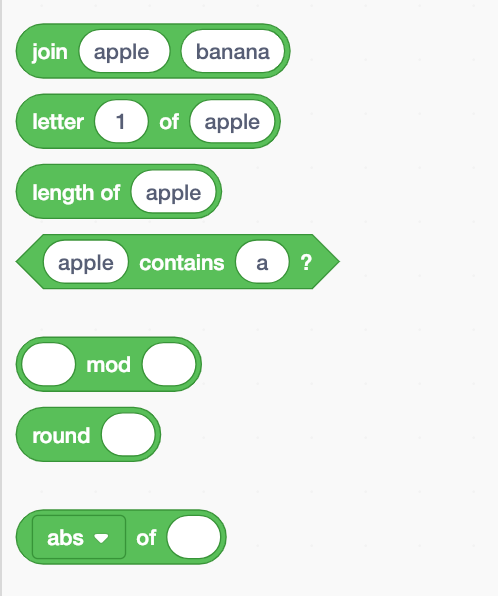 join apple banana
letter 1 of apple
length of apple
apple contains a ?
mod
round
abs of